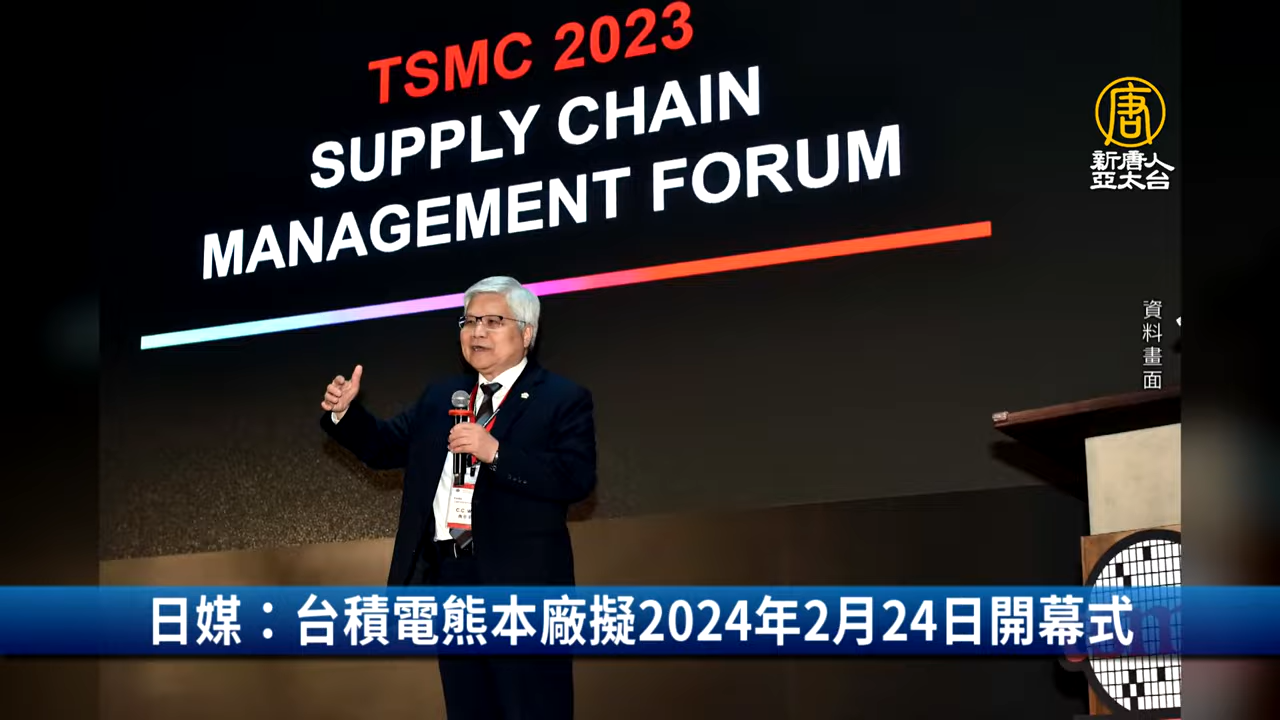 TSMC 2023
SUPPLY CHAIN
MANAGEMENT FORUM
唐
新唐人
亞太台
資料畫面
日媒：台積電熊本廠擬2024年2月24日開幕式